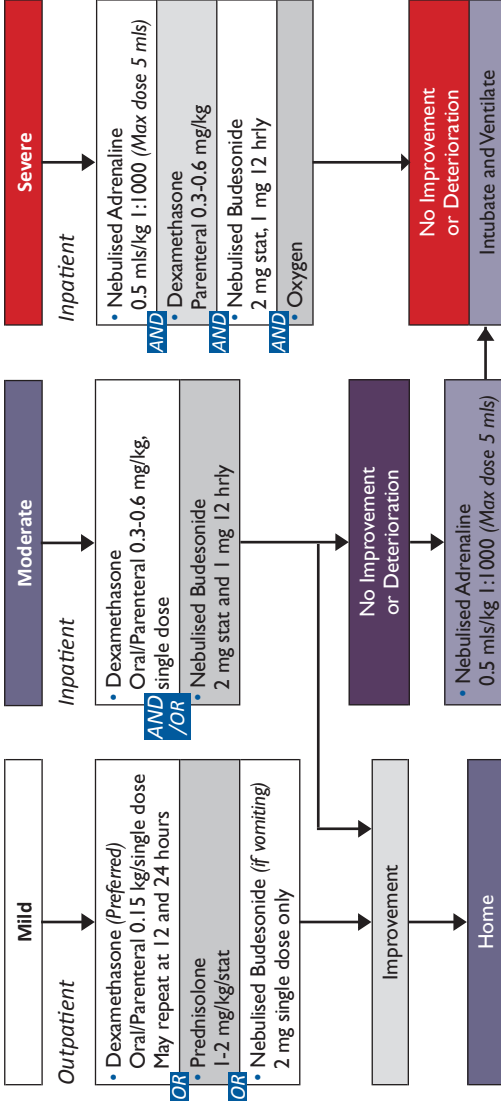 Mild
Outpatient
• Dexamethasone (Preferred)
Oral/Parenteral 0.15 kg/single dose
May repeat at 12 and 24 hours
OR
• Prednisolone
1-2 mg/kg/stat
OR
• Nebulised Budesonide (if vomiting)
2 mg single dose only
Improvement
Home
Moderate
Inpatient
• Dexamethasone
Oral/Parenteral 0.3-0.6 mg/kg,
single dose
AND
/OR
• Nebulised Budesonide
2 mg stat and 1 mg 12 hrly
No Improvement
or Deterioration
• Nebulised Adrenaline
0.5 mls/kg 1:1000 (Max dose 5 mls)
Severe
Inpatient
• Nebulised Adrenaline
0.5 mls/kg 1:1000 (Max dose 5 mls)
AND
• Dexamethasone
Parenteral 0.3-0.6 mg/kg
AND
• Nebulised Budesonide
2 mg stat, 1 mg 12 hrly
AND
• Oxygen
No Improvement
or Deterioration
Intubate and Ventilate